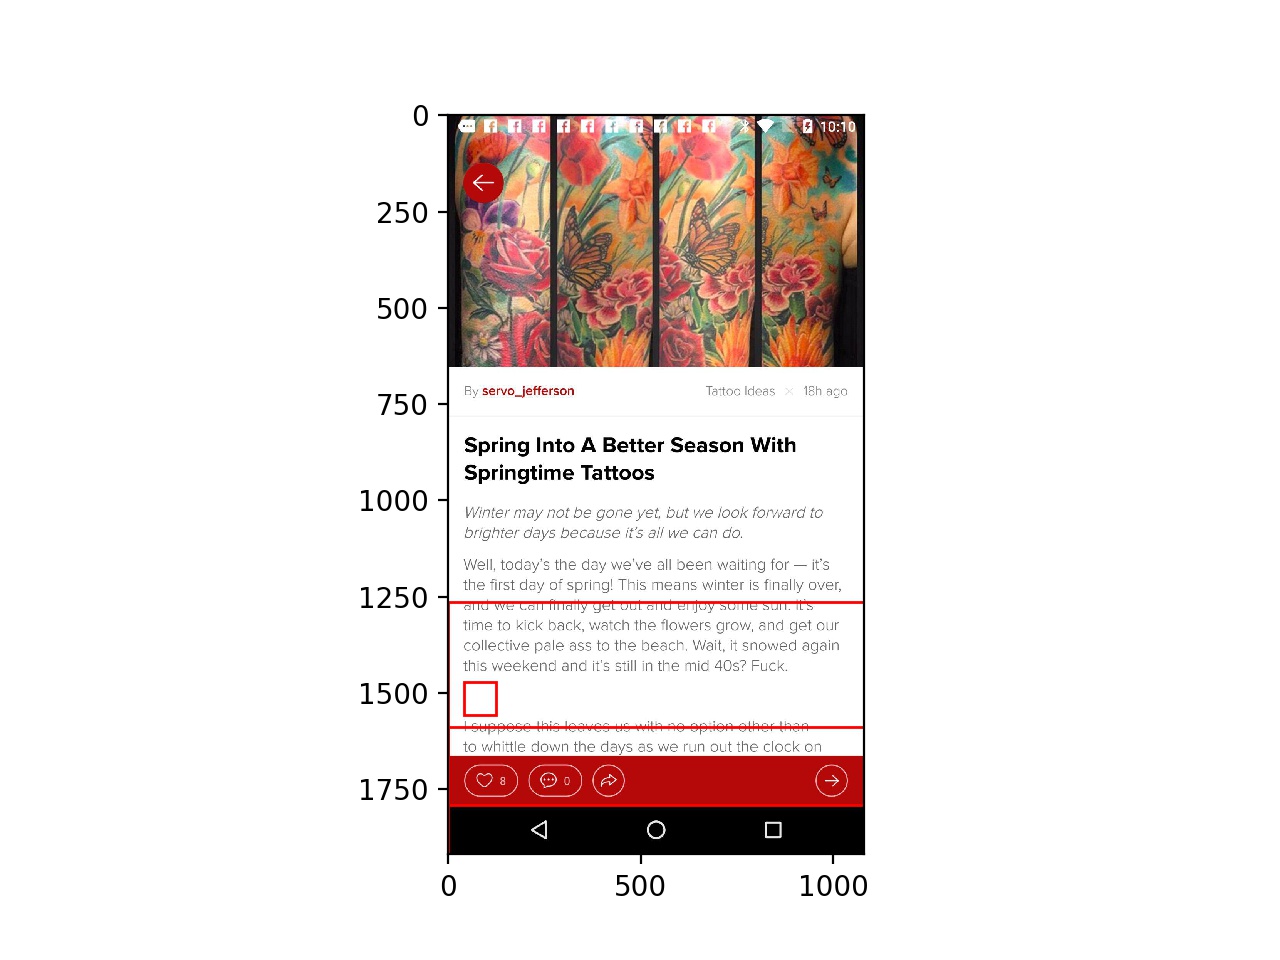 0
250
500
750
1000
1250
1500
1750
10:10
By servo_jefferson Tattoo Ideas × 18h ago
Spring Into A Better Season With
Springtime Tattoos
Winter may not be gone yet, but we look forward to
brighter days because it's all we can do.
Well, today's the day we've all been waiting for — it's
the first day of spring! This means winter is finally over,
and we can finally get out and enjoy some sun. It's
time to kick back, watch the flowers grow, and get our
collective pale ass to the beach. Wait, it snowed again
this weekend and it's still in the mid 40s? Fuck.
I suppose this leaves us with no option other than
to whittle down the days as we run out the clock on
8 0
0 500 1000